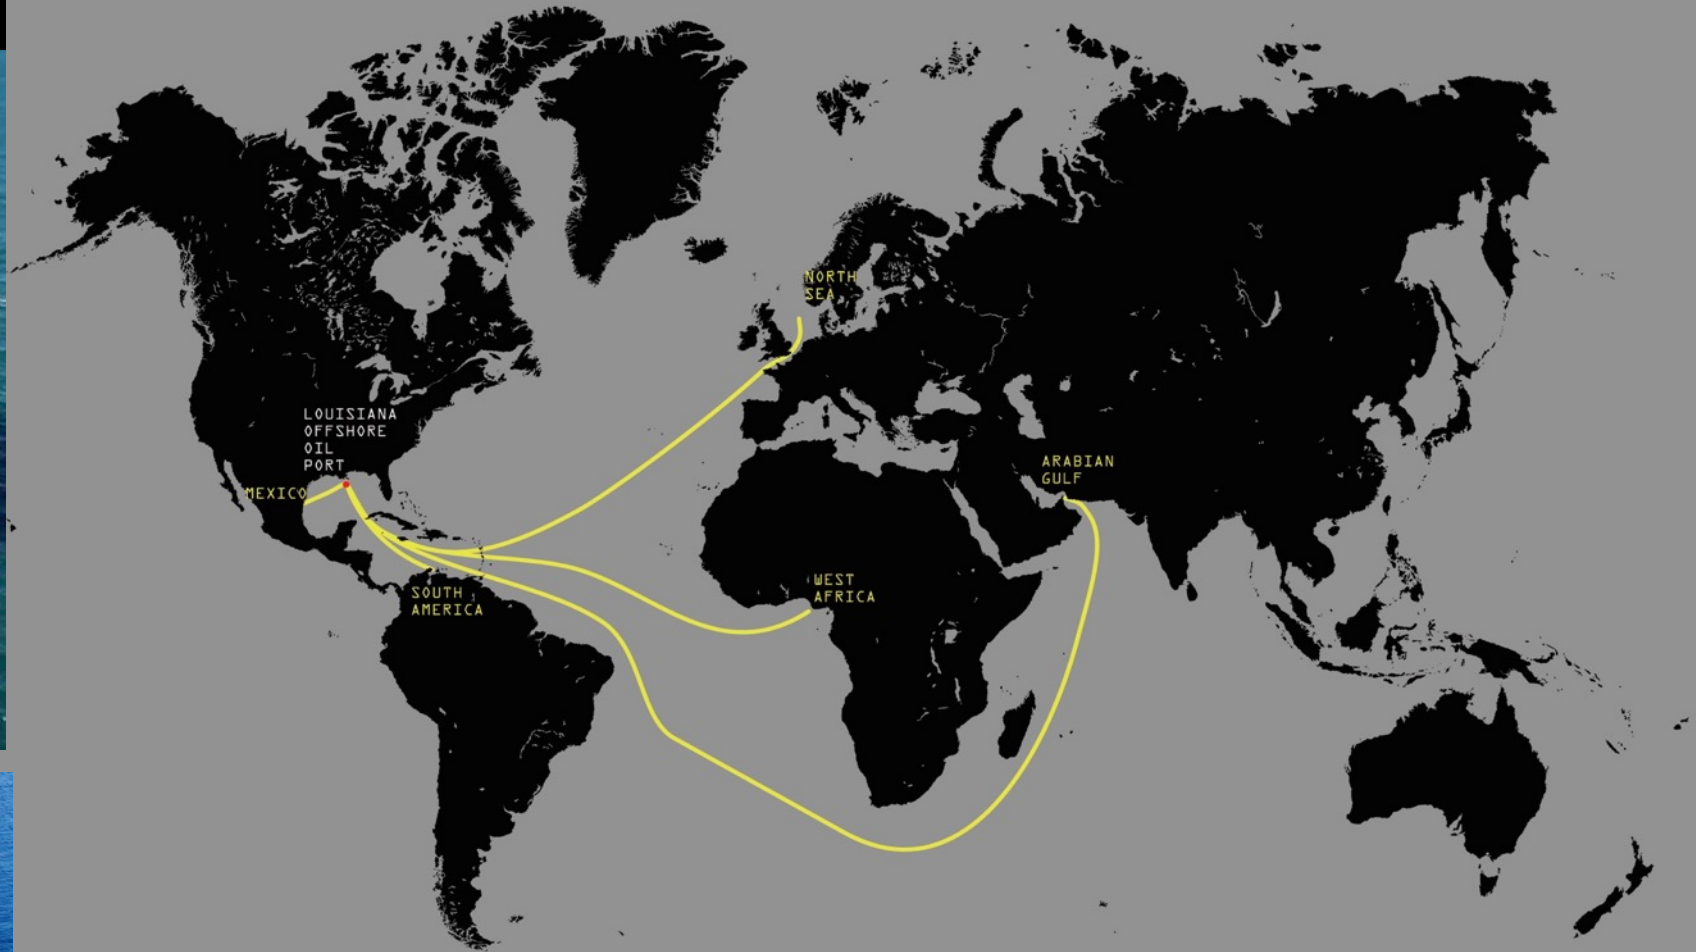 NORTH
SEA
LOUISIANA
OFFSHORE
OIL
PORT
MEXICO
ARABIAN
GULF
WEST
AFRICA
SOUTH
AMERICA